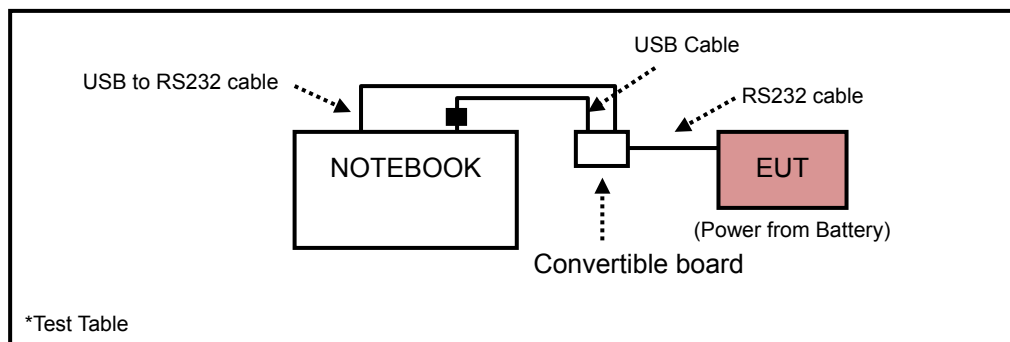 USB Cable
USB to RS232 cable
RS232 cable
NOTEBOOK
EUT
(Power from Battery)
Convertible board
*Test Table